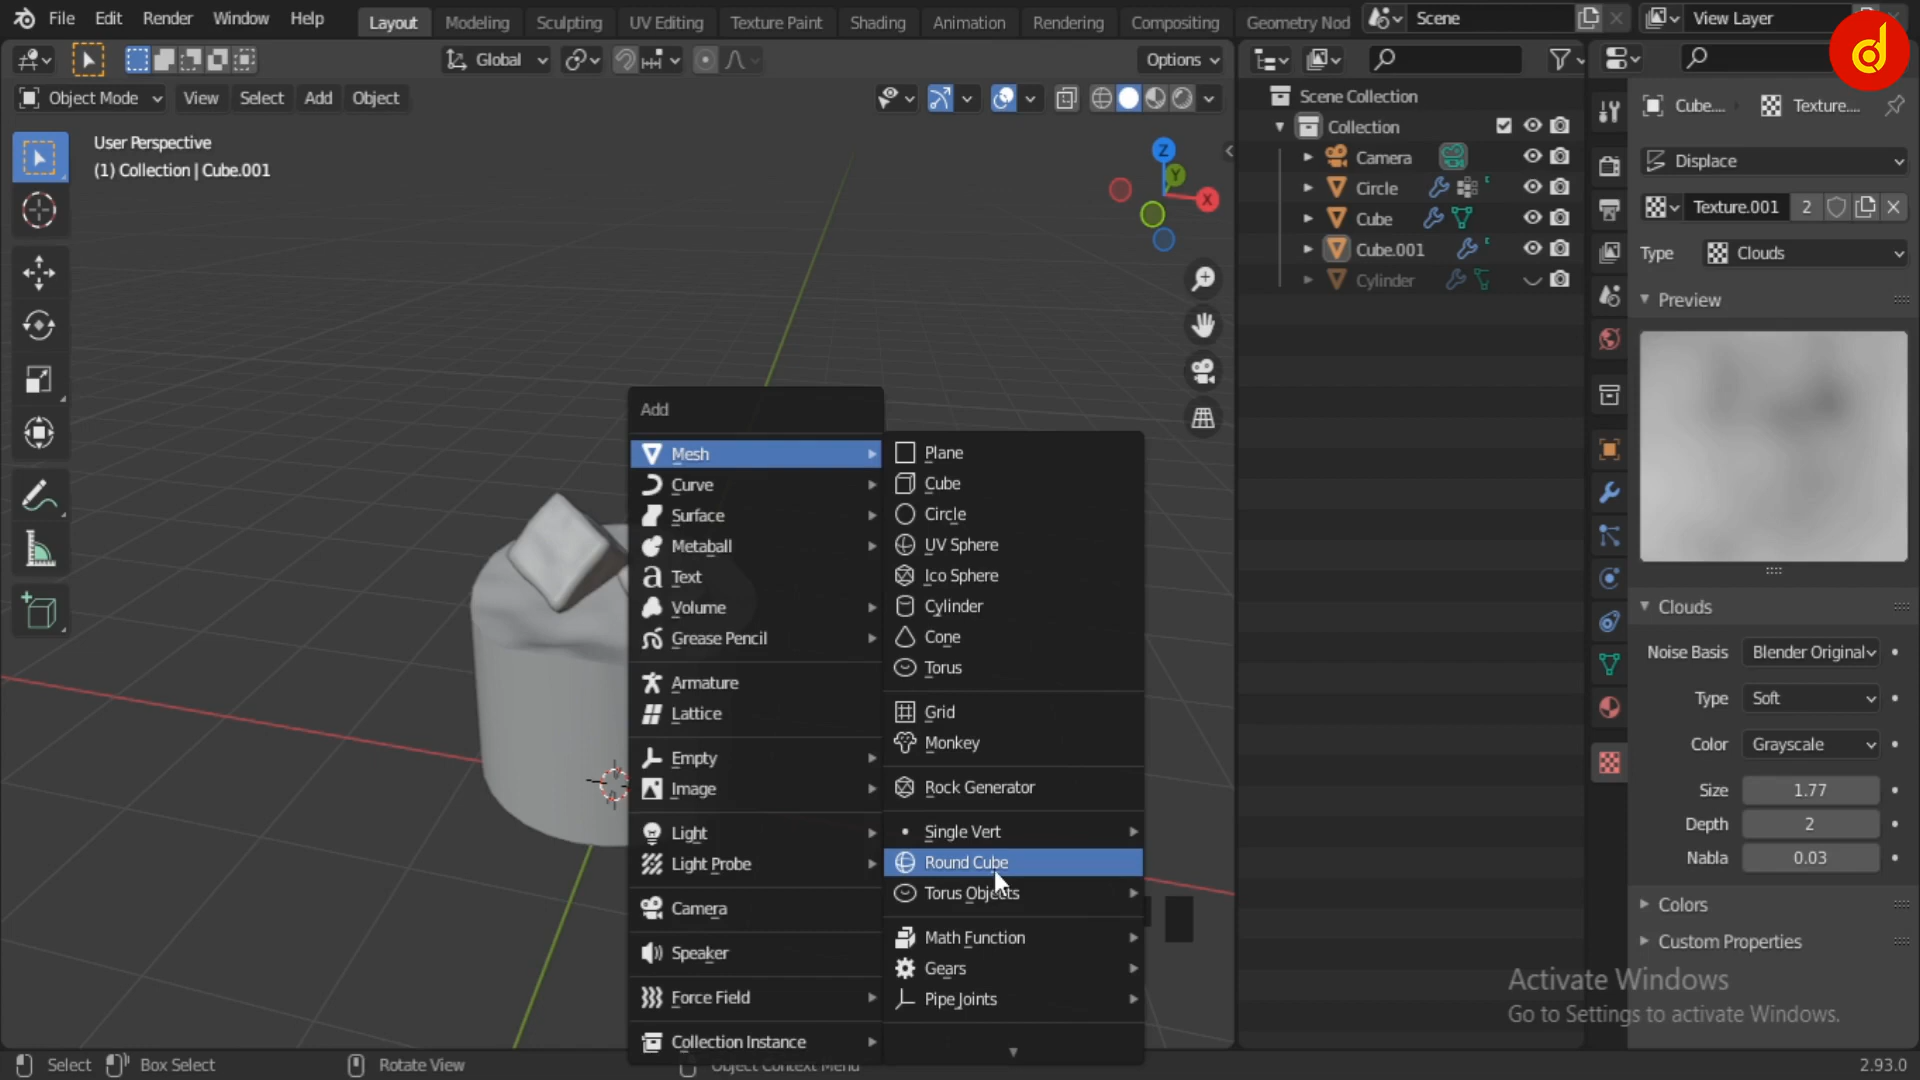 File Edit Render Window Help Layout Modeling Sculpting UV Editing Texture Paint Shading Animation Rendering Compositing Geometry Nod Scene View Layer
Global Options
Object Mode View Select Add Object
User Perspective
(1) Collection | Cube.001
Z
Y
X
Scene Collection
Collection
Camera
Circle
Cube
Cube.001
Cylinder
Cube.... Texture....
Displace
Texture.001 2
Type Clouds
Preview
Clouds
Noise Basis Blender Original
Type Soft
Color Grayscale
Size 1.77
Depth 2
Nabla 0.03
Colors
Custom Properties
Add
Mesh
Curve
Surface
Metaball
Text
Volume
Grease Pencil
Armature
Lattice
Empty
Image
Light
Light Probe
Camera
Speaker
Force Field
Collection Instance
Plane
Cube
Circle
UV Sphere
Ico Sphere
Cylinder
Cone
Torus
Grid
Monkey
Rock Generator
Single Vert
Round Cube
Torus Objects
Math Function
Gears
Pipe Joints
Activate Windows
Go to Settings to activate Windows.
Select Box Select Rotate View Object Context Menu 2.93.0